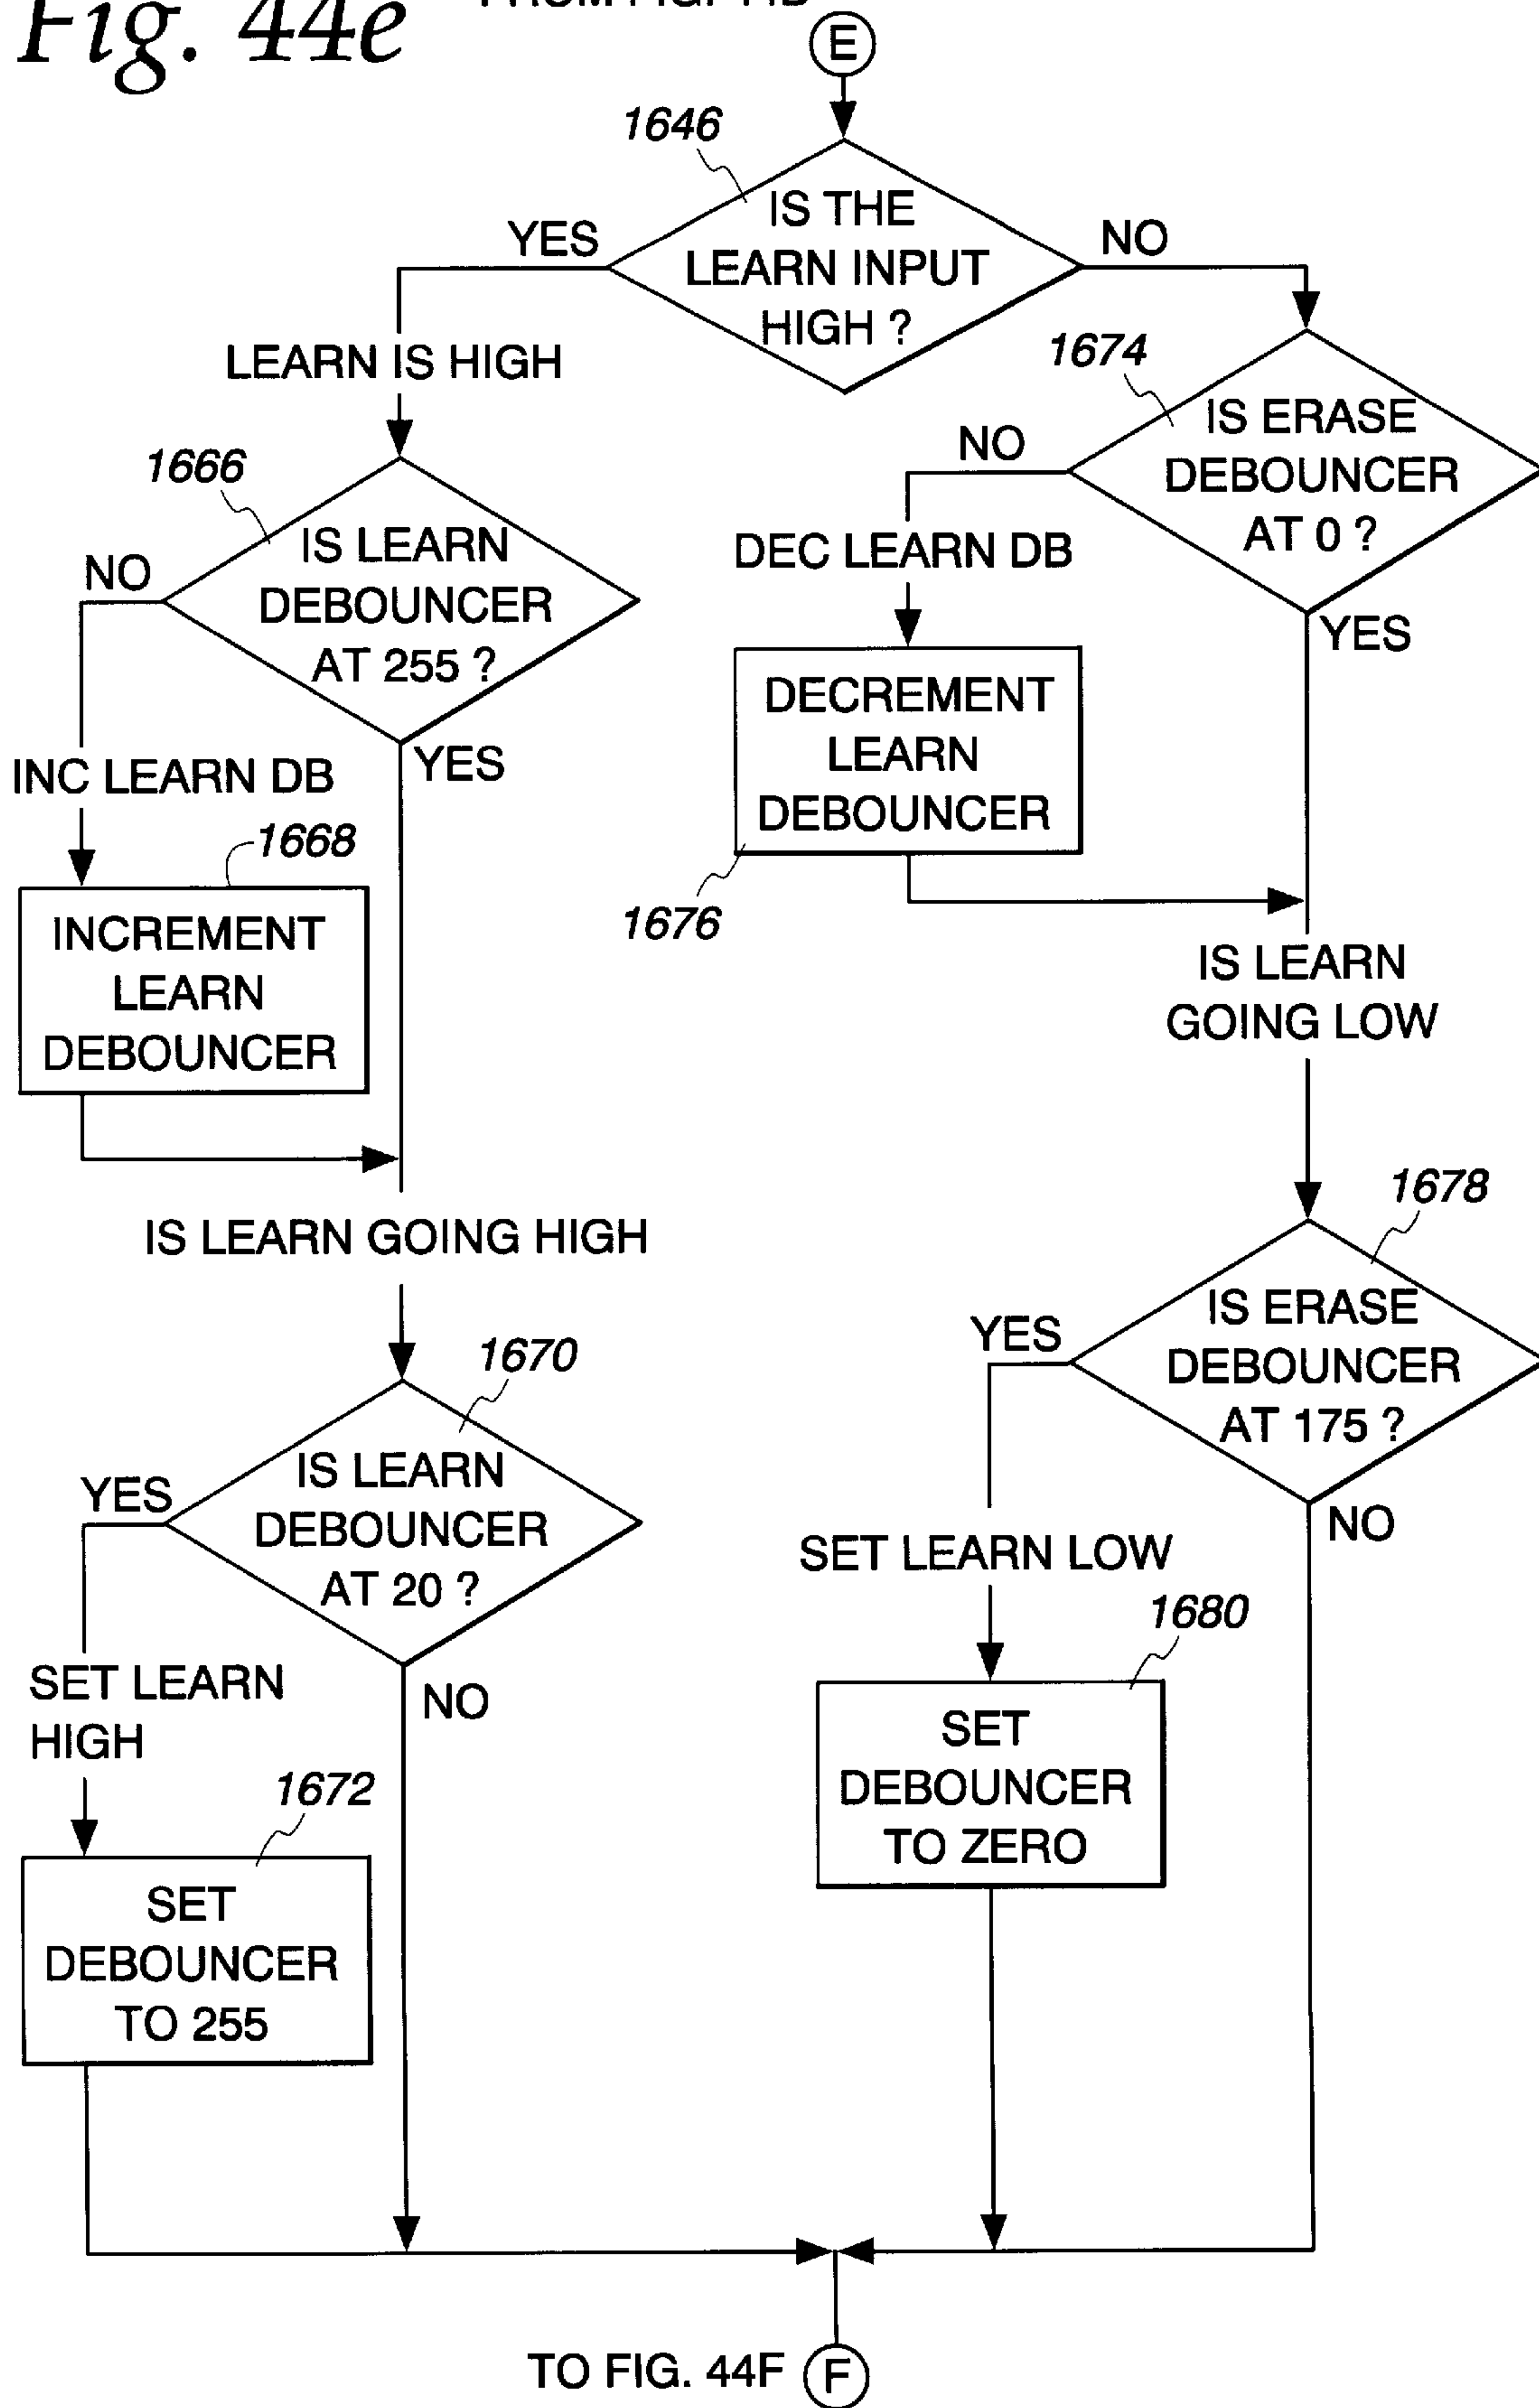 Fig. 44e
E
1646
IS THE
LEARN INPUT
HIGH ?
YES
NO
LEARN IS HIGH
1674
IS ERASE
DEBOUNCER
AT 0 ?
NO
YES
1666
IS LEARN
DEBOUNCER
AT 255 ?
NO
YES
DEC LEARN DB
DECREMENT
LEARN
DEBOUNCER
1676
INC LEARN DB
1668
INCREMENT
LEARN
DEBOUNCER
IS LEARN
GOING LOW
IS LEARN GOING HIGH
1678
IS ERASE
DEBOUNCER
AT 175 ?
YES
NO
1670
IS LEARN
DEBOUNCER
AT 20 ?
YES
NO
SET LEARN LOW
1680
SET
DEBOUNCER
TO ZERO
SET LEARN
HIGH
1672
SET
DEBOUNCER
TO 255
TO FIG. 44F
F